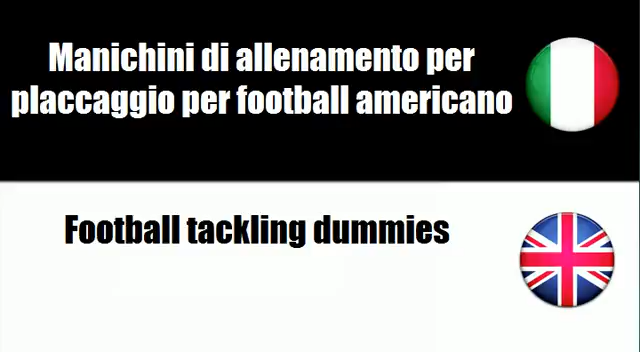 Manichini di allenamento per
placcaggio per football americano
Football tackling dummies